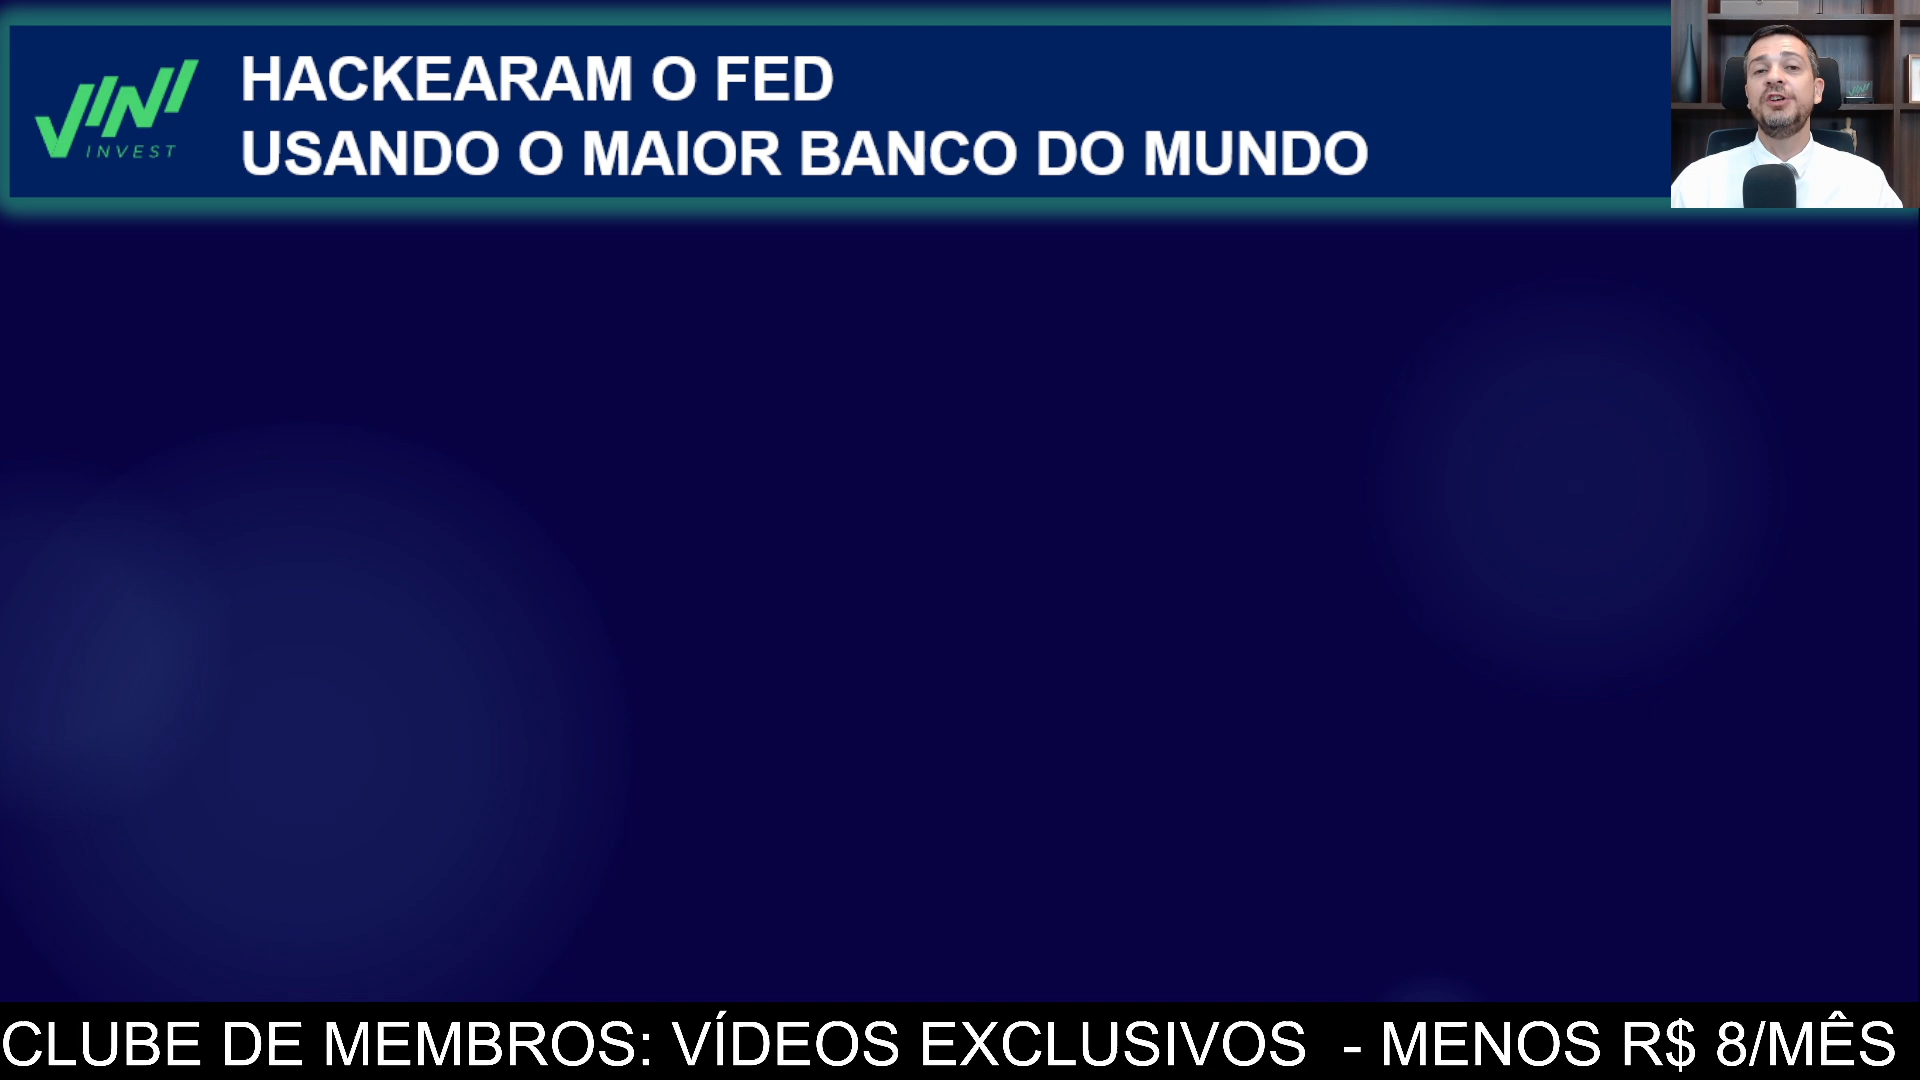 VINI
INVEST
HACKEARAM O FED
USANDO O MAIOR BANCO DO MUNDO
CLUBE DE MEMBROS: VÍDEOS EXCLUSIVOS - MENOS R$ 8/MÊS